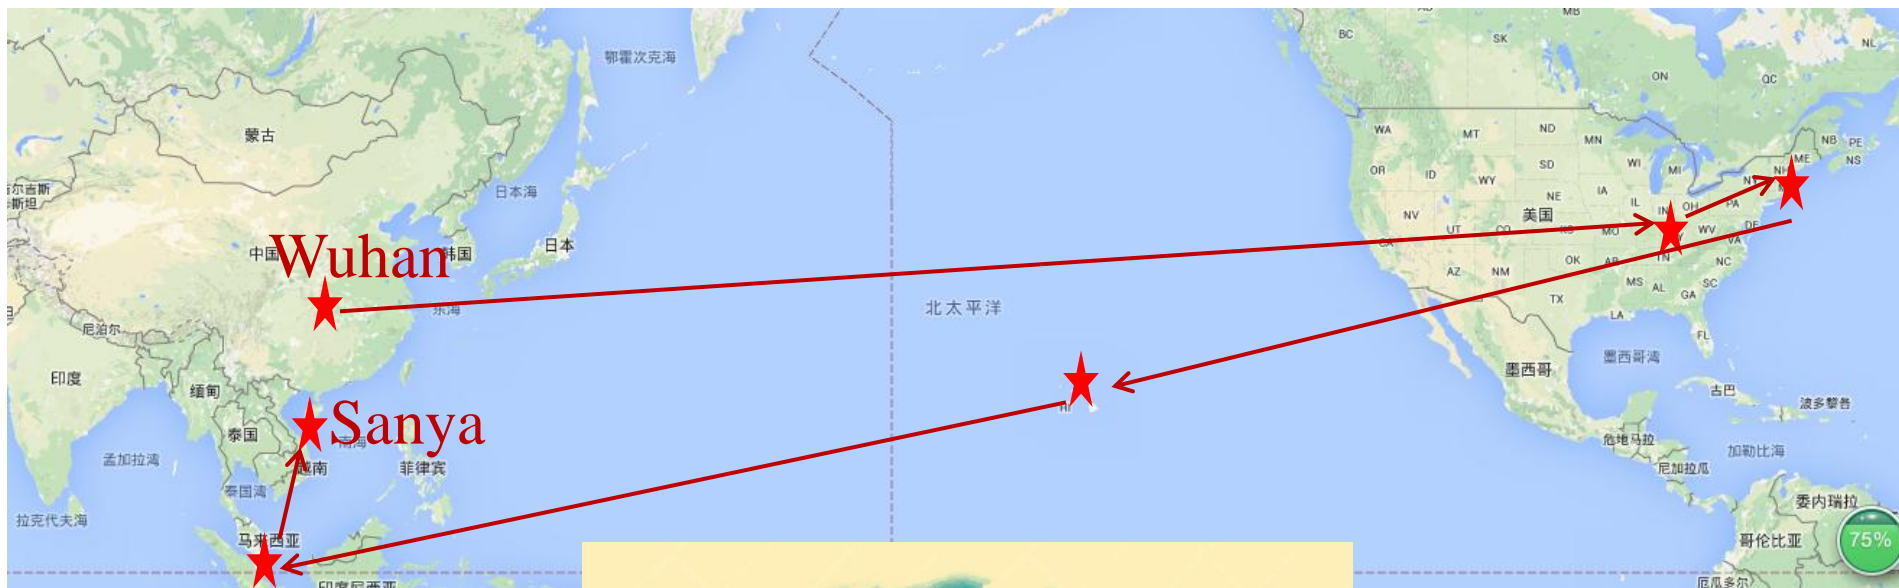 MB
BC
SK
NL
鄂霍次克海
ON
QC
蒙古
WA
MT
ND
MN
NB
PE
ME
NS
OR
ID
SD
WI
MI
WY
NY
日本海
NE
IA
IL
IN
OH
PA
NV
美国
UT
CO
KS
MO
WV
DE
VA
CA
中国
Wuhan
韩国
日本
AZ
NM
OK
AR
TN
NC
MS
AL
SC
GA
TX
LA
东海
北太平洋
FL
尼泊尔
墨西哥湾
印度
缅甸
墨西哥
古巴
波多黎各
HI
Sanya
泰国
南海
危地马拉
加勒比海
孟加拉湾
越南
菲律宾
尼加拉瓜
泰国湾
委内瑞拉
拉克代夫海
马来西亚
哥伦比亚
75%
印度尼西亚
厄瓜多尔